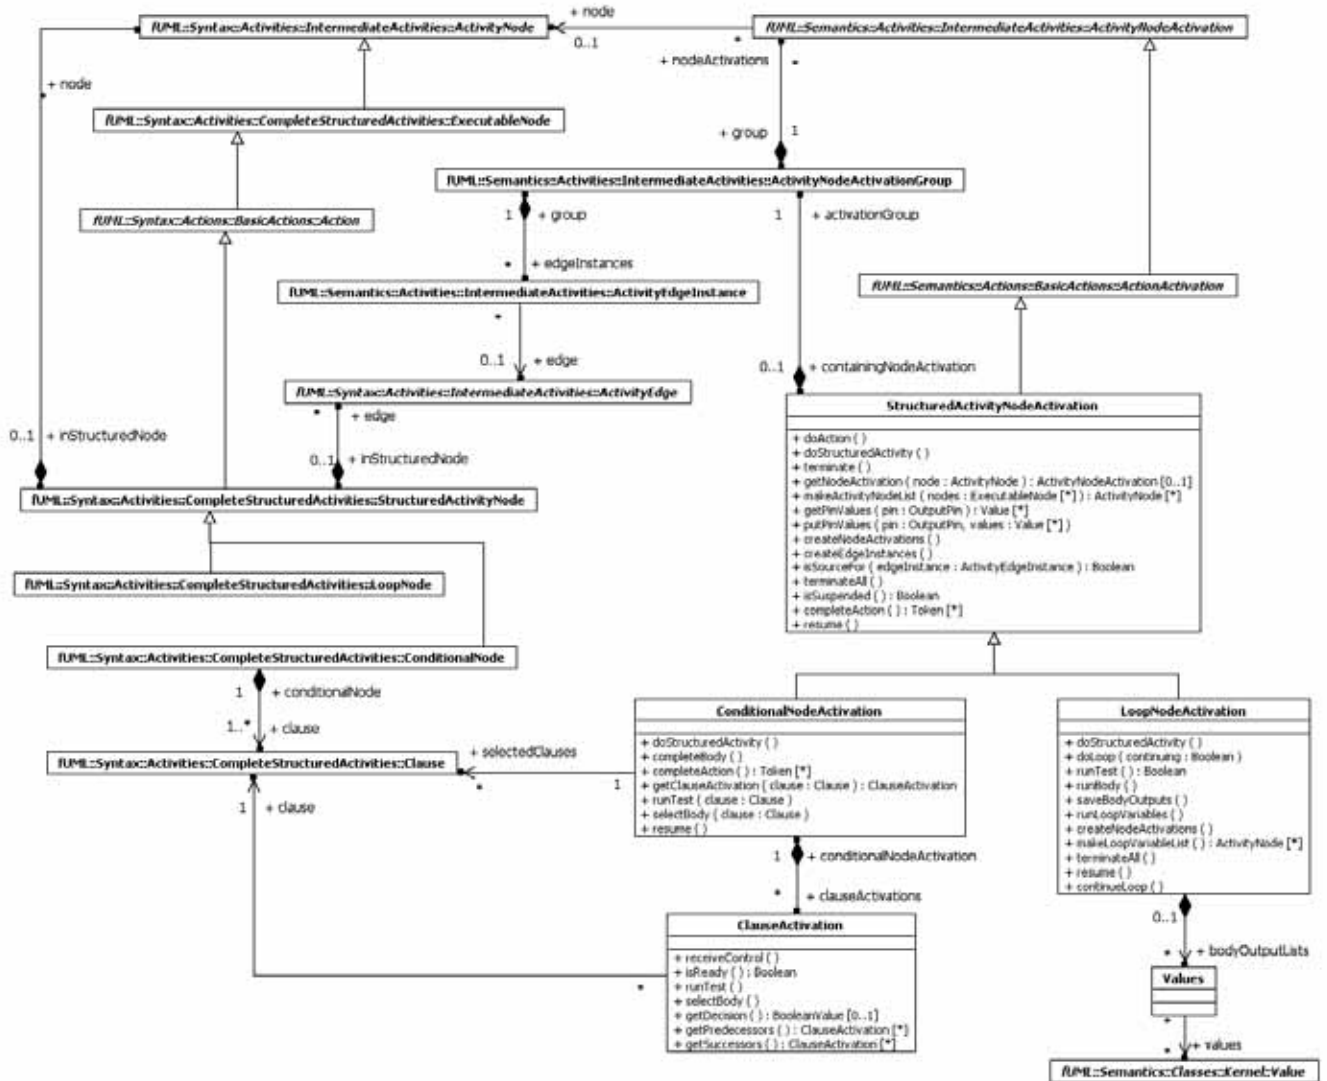 + node
fUML::Syntax::Activities::IntermediateActivities::ActivityNode
fUML::Semantics::Activities::IntermediateActivities::ActivityNodeActivation
0..1
*
+ nodeActivations
*
+ node
*
fUML::Syntax::Activities::CompleteStructuredActivities::ExecutableNode
+ group
1
fUML::Semantics::Activities::IntermediateActivities::ActivityNodeActivationGroup
fUML::Syntax::Actions::BasicActions::Action
1
+ group
1
+ activationGroup
*
+ edgeInstances
fUML::Semantics::Activities::IntermediateActivities::ActivityEdgeInstance
fUML::Semantics::Actions::BasicActions::ActionActivation
*
0..1
+ edge
0..1
+ containingNodeActivation
fUML::Syntax::Activities::IntermediateActivities::ActivityEdge
*
+ edge
0..1
+ inStructuredNode
0..1
+ inStructuredNode
fUML::Syntax::Activities::CompleteStructuredActivities::StructuredActivityNode
StructuredActivityNodeActivation
+ doAction ( )
+ doStructuredActivity ( )
+ terminate ( )
+ getNodeActivation ( node : ActivityNode ) : ActivityNodeActivation [0..1]
+ makeActivityNodeList ( nodes : ExecutableNode [*] ) : ActivityNode [*]
+ getPinValues ( pin : OutputPin ) : Value [*]
+ putPinValues ( pin : OutputPin, values : Value [*] )
+ createNodeActivations ( )
+ createEdgeInstances ( )
+ isSourceFor ( edgeInstance : ActivityEdgeInstance ) : Boolean
+ terminateAll ( )
+ isSuspended ( ) : Boolean
+ completeAction ( ) : Token [*]
+ resume ( )
fUML::Syntax::Activities::CompleteStructuredActivities::LoopNode
fUML::Syntax::Activities::CompleteStructuredActivities::ConditionalNode
1
+ conditionalNode
1..*
+ clause
fUML::Syntax::Activities::CompleteStructuredActivities::Clause
+ selectedClauses
*
1
1
+ clause
ConditionalNodeActivation
+ doStructuredActivity ( )
+ completeBody ( )
+ completeAction ( ) : Token [*]
+ getClauseActivation ( clause : Clause ) : ClauseActivation
+ runTest ( clause : Clause )
+ selectBody ( clause : Clause )
+ resume ( )
LoopNodeActivation
+ doStructuredActivity ( )
+ doLoop ( continuing : Boolean )
+ runTest ( ) : Boolean
+ runBody ( )
+ saveBodyOutputs ( )
+ runLoopVariables ( )
+ createNodeActivations ( )
+ makeLoopVariableList ( ) : ActivityNode [*]
+ terminateAll ( )
+ resume ( )
+ continueLoop ( )
1
+ conditionalNodeActivation
*
+ clauseActivations
ClauseActivation
+ receiveControl ( )
+ isReady ( ) : Boolean
+ runTest ( )
+ selectBody ( )
+ getDecision ( ) : BooleanValue [0..1]
+ getPredecessors ( ) : ClauseActivation [*]
+ getSuccessors ( ) : ClauseActivation [*]
*
0..1
*
+ bodyOutputLists
Values
*
*
+ values
fUML::Semantics::Classes::Kernel::Value